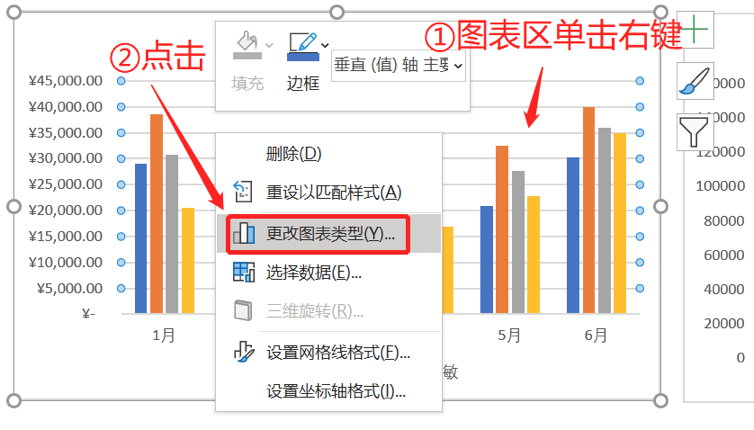 ①图表区单击右键
②点击
填充
边框
垂直 (值) 轴 主要
¥45,000.00
¥40,000.00
¥35,000.00
¥30,000.00
¥25,000.00
¥20,000.00
¥15,000.00
¥10,000.00
¥5,000.00
¥-
1月
5月
6月
敏
删除(D)
重设以匹配样式(A)
更改图表类型(Y)...
选择数据(E)...
三维旋转(R)...
设置网格线格式(F)...
设置坐标轴格式(I)...
120000
100000
80000
60000
40000
20000
0